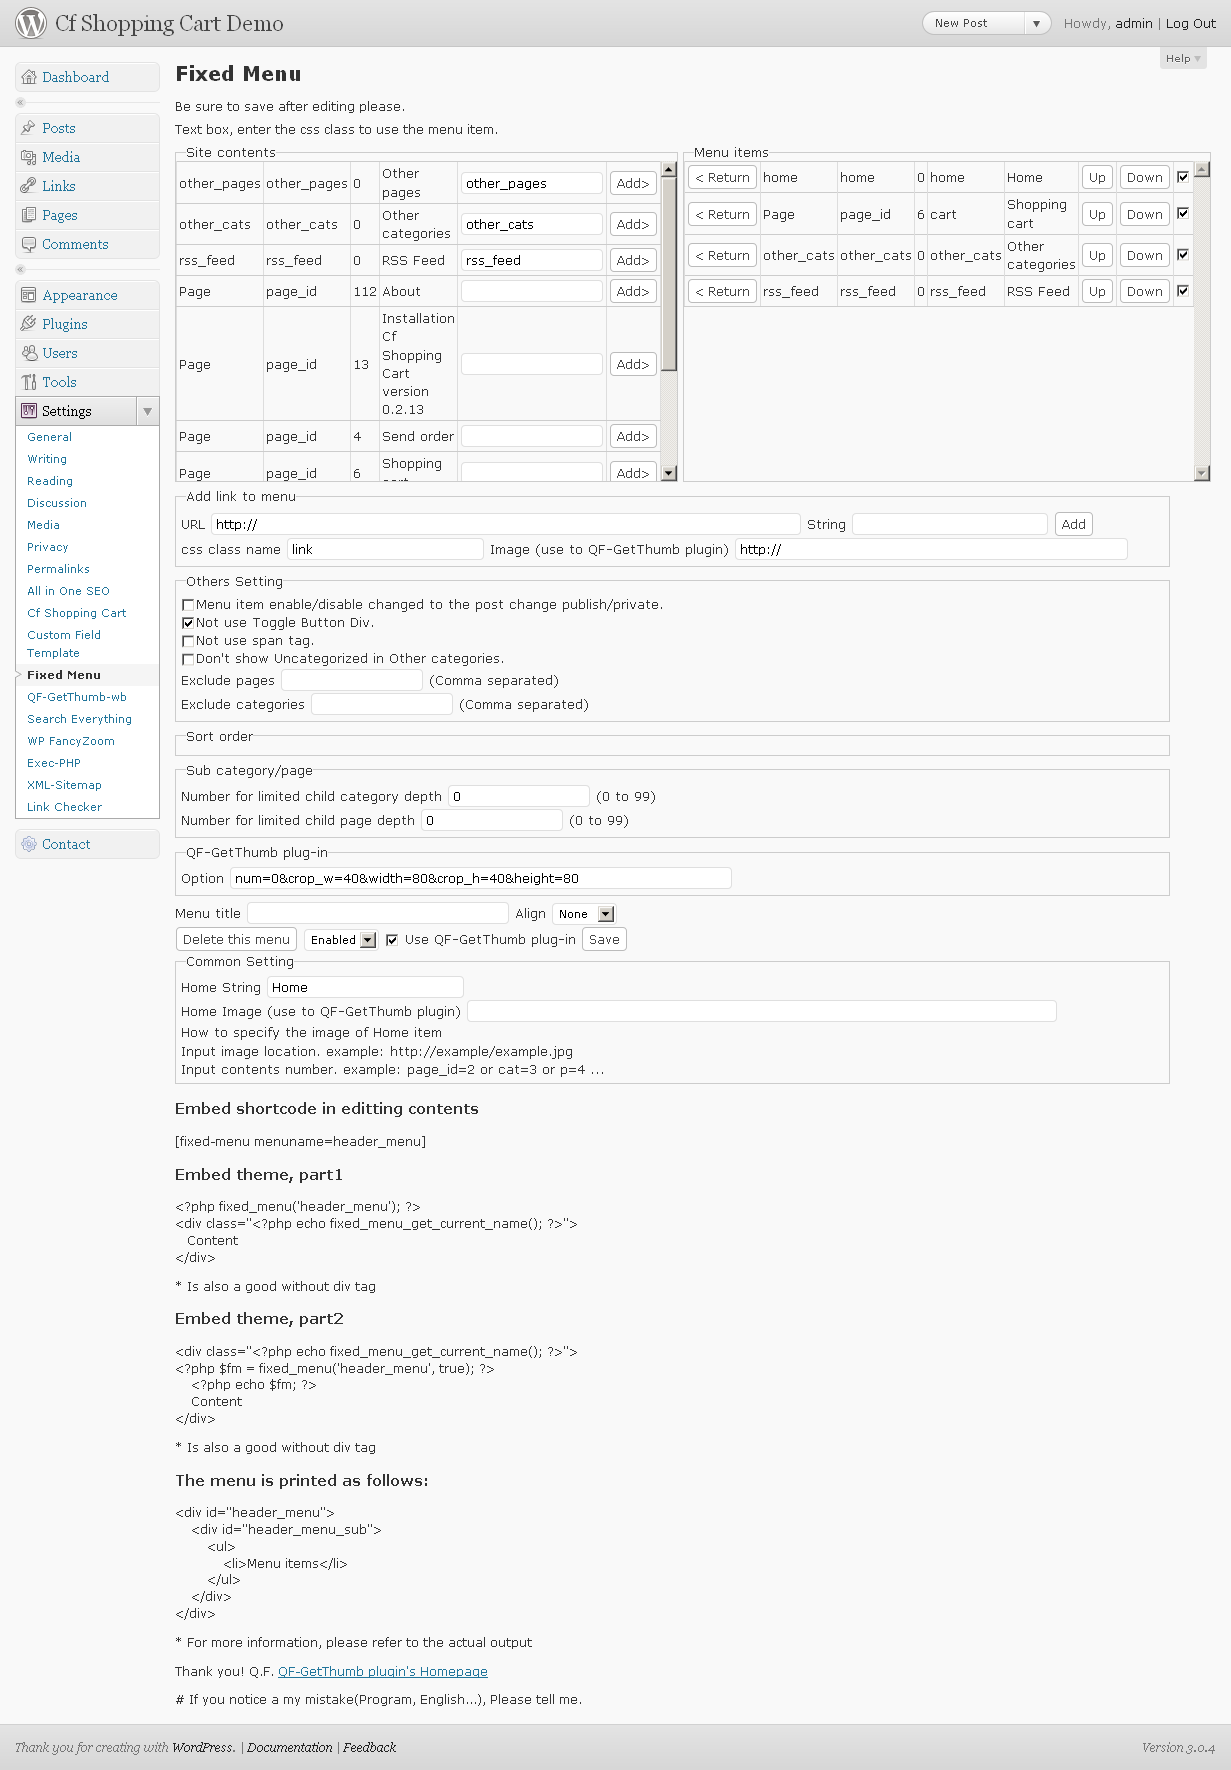 Cf Shopping Cart Demo
New Post
Howdy, admin | Log Out
Help
Dashboard
Posts
Media
Links
Pages
Comments
Appearance
Plugins
Users
Tools
Settings
General
Writing
Reading
Discussion
Media
Privacy
Permalinks
All in One SEO
Cf Shopping Cart
Custom Field
Template
Fixed Menu
QF-GetThumb-wb
Search Everything
WP FancyZoom
Exec-PHP
XML-Sitemap
Link Checker
Contact
Fixed Menu
Be sure to save after editing please.
Text box, enter the css class to use the menu item.
Site contents
other_pages other_pages 0 Other pages other_pages Add>
other_cats other_cats 0 Other categories other_cats Add>
rss_feed rss_feed 0 RSS Feed rss_feed Add>
Page page_id 112 About Add>
Page page_id 13 Installation Cf Shopping Cart version 0.2.13 Add>
Page page_id 4 Send order Add>
Page page_id 6 Shopping cart Add>
Menu items
< Return home home 0 home Home Up Down
< Return Page page_id 6 cart Shopping cart Up Down
< Return other_cats other_cats 0 other_cats Other categories Up Down
< Return rss_feed rss_feed 0 rss_feed RSS Feed Up Down
Add link to menu
URL http:// String Add
css class name link Image (use to QF-GetThumb plugin) http://
Others Setting
Menu item enable/disable changed to the post change publish/private.
Not use Toggle Button Div.
Not use span tag.
Don't show Uncategorized in Other categories.
Exclude pages (Comma separated)
Exclude categories (Comma separated)
Sort order
Sub category/page
Number for limited child category depth 0 (0 to 99)
Number for limited child page depth 0 (0 to 99)
QF-GetThumb plug-in
Option num=0&crop_w=40&width=80&crop_h=40&height=80
Menu title Align None
Delete this menu Enabled Use QF-GetThumb plug-in Save
Common Setting
Home String Home
Home Image (use to QF-GetThumb plugin)
How to specify the image of Home item
Input image location. example: http://example/example.jpg
Input contents number. example: page_id=2 or cat=3 or p=4 ...
Embed shortcode in editting contents
[fixed-menu menuname=header_menu]
Embed theme, part1
<?php fixed_menu('header_menu'); ?>
<div class="<?php echo fixed_menu_get_current_name(); ?>">
Content
</div>
* Is also a good without div tag
Embed theme, part2
<div class="<?php echo fixed_menu_get_current_name(); ?>">
<?php $fm = fixed_menu('header_menu', true); ?>
<?php echo $fm; ?>
Content
</div>
* Is also a good without div tag
The menu is printed as follows:
<div id="header_menu">
<div id="header_menu_sub">
<ul>
<li>Menu items</li>
</ul>
</div>
</div>
* For more information, please refer to the actual output
Thank you! Q.F. QF-GetThumb plugin's Homepage
# If you notice a my mistake(Program, English...), Please tell me.
Thank you for creating with WordPress. | Documentation | Feedback
Version 3.0.4